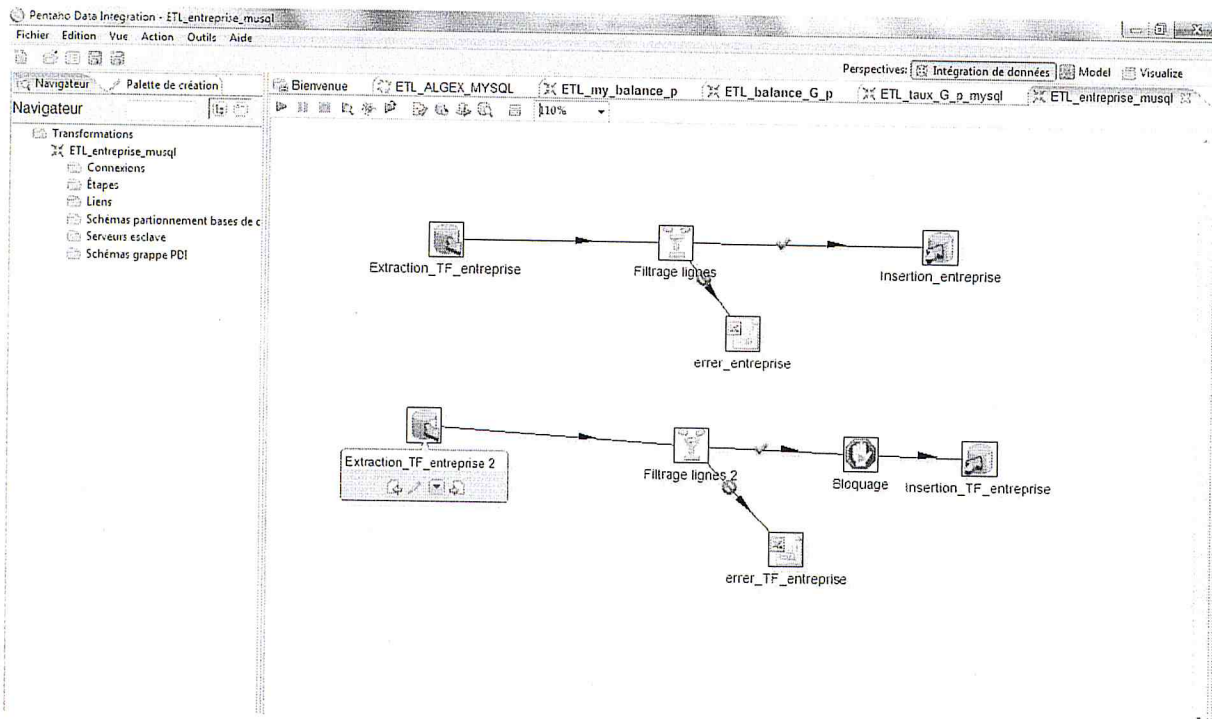 Pentaho Data Integration - ETL_entreprise_musql
Fichier Edition Vue Action Outils Aide
Perspectives: Intégration de données Model Visualize
Navigateur Palette de création
Bienvenue ETL_ALGEX_MYSQL ETL_my_balance_p ETL_balance_G_p ETL_taux_G_p_mysql ETL_entreprise_musql
Navigateur
110%
Transformations
ETL_entreprise_musql
Connexions
Étapes
Liens
Schémas partionnement bases de c
Serveurs esclave
Schémas grappe PDI
Extraction_TF_entreprise
Filtrage lignes
Insertion_entreprise
errer_entreprise
Extraction_TF_entreprise 2
Filtrage lignes 2
Bloquage
Insertion_TF_entreprise
errer_TF_entreprise